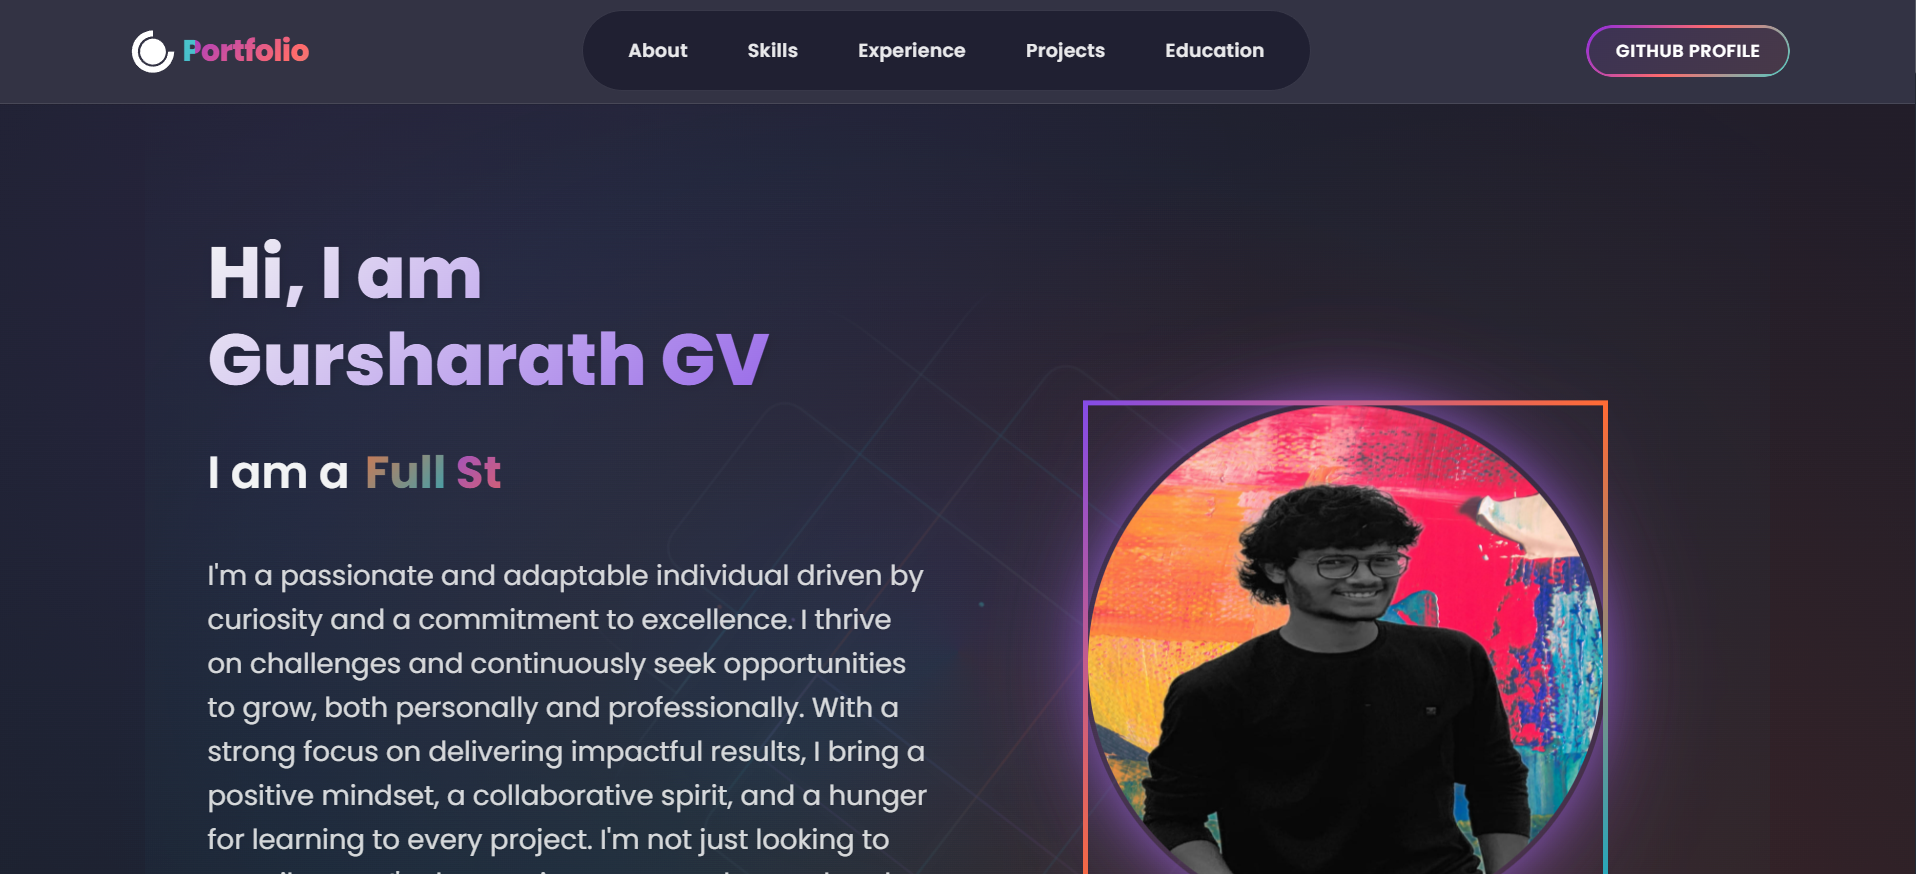 Portfolio
About
Skills
Experience
Projects
Education
GITHUB PROFILE
Hi, I am
Gursharath GV
I am a Full St
I'm a passionate and adaptable individual driven by
curiosity and a commitment to excellence. I thrive
on challenges and continuously seek opportunities
to grow, both personally and professionally. With a
strong focus on delivering impactful results, I bring a
positive mindset, a collaborative spirit, and a hunger
for learning to every project. I'm not just looking to